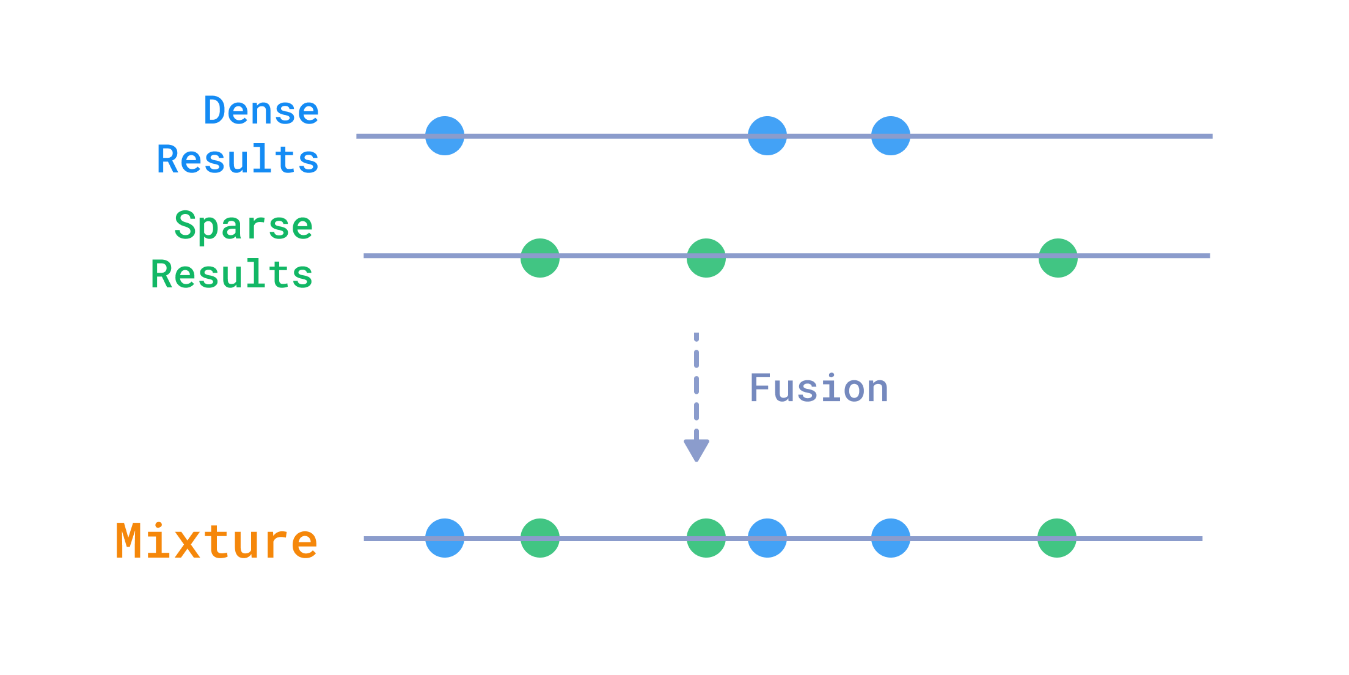 Dense
Results
Sparse
Results
Fusion
Mixture